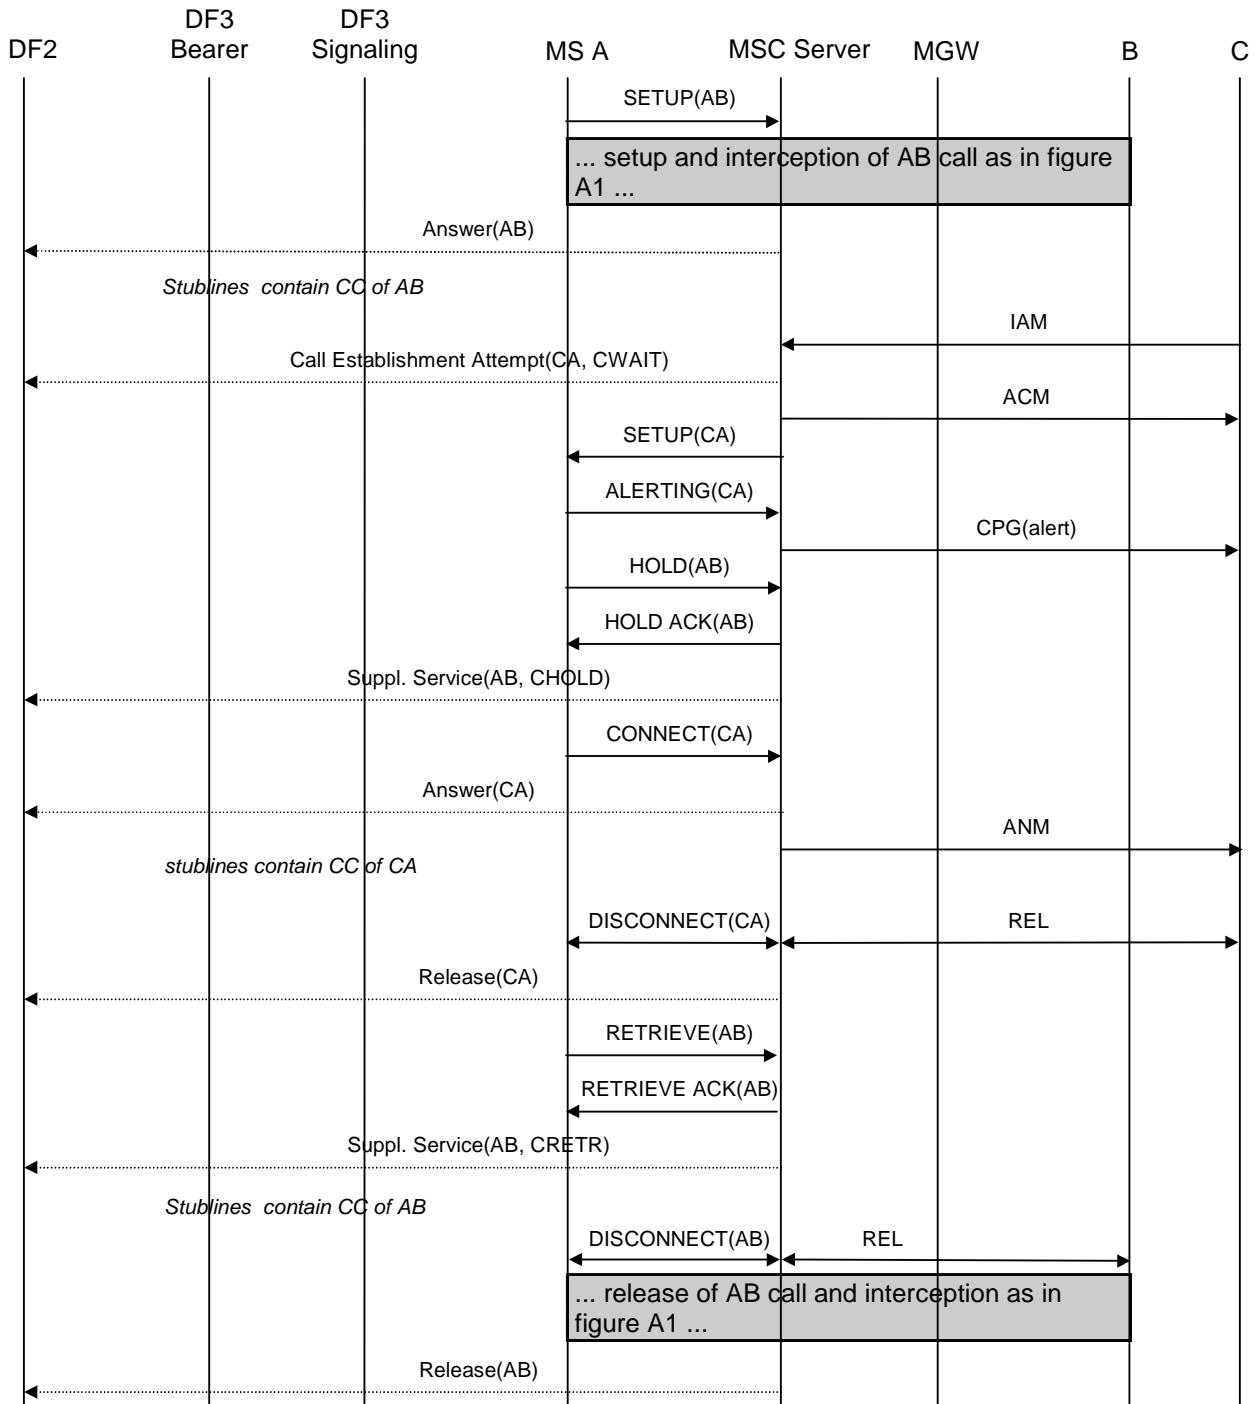 DF3 DF3
DF2 Bearer Signaling MS A MSC Server MGW B C
SETUP(AB)
... setup and interception of AB call as in figure
A1 ...
Answer(AB)
Stublines contain CC of AB
IAM
Call Establishment Attempt(CA, CWAIT)
ACM
SETUP(CA)
ALERTING(CA)
CPG(alert)
HOLD(AB)
HOLD ACK(AB)
Suppl. Service(AB, CHOLD)
CONNECT(CA)
Answer(CA)
ANM
stublines contain CC of CA
DISCONNECT(CA) REL
Release(CA)
RETRIEVE(AB)
RETRIEVE ACK(AB)
Suppl. Service(AB, CRETR)
Stublines contain CC of AB
DISCONNECT(AB) REL
... release of AB call and interception as in
figure A1 ...
Release(AB)